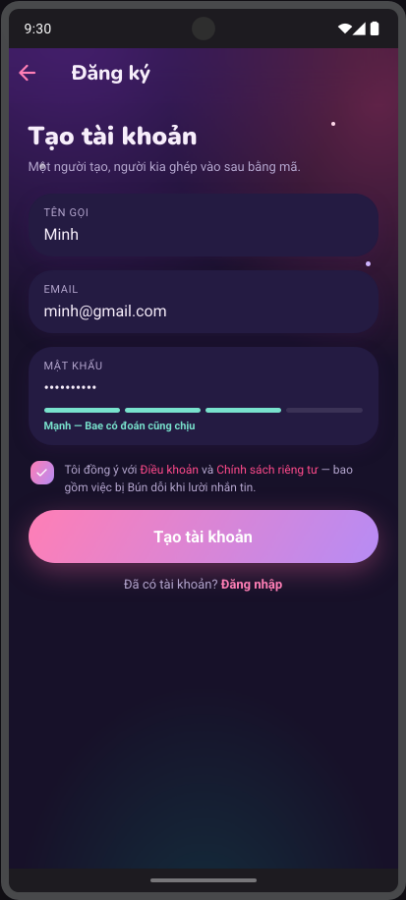 9:30
Đăng ký
Tạo tài khoản
Một người tạo, người kia ghép vào sau bằng mã.
TÊN GỌI
Minh
EMAIL
minh@gmail.com
MẬT KHẨU
••••••••••
Mạnh — Bae có đoán cũng chịu
Tôi đồng ý với Điều khoản và Chính sách riêng tư — bao
gồm việc bị Bún dỗi khi lười nhắn tin.
Tạo tài khoản
Đã có tài khoản? Đăng nhập